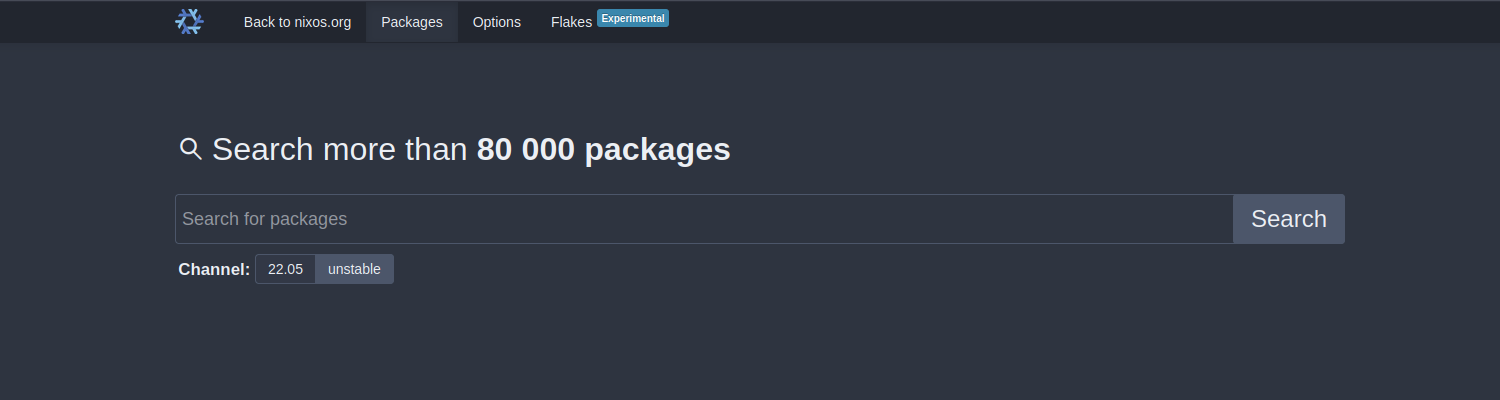 Back to nixos.org Packages Options Flakes Experimental
Search more than 80 000 packages
Search for packages Search
Channel: 22.05 unstable